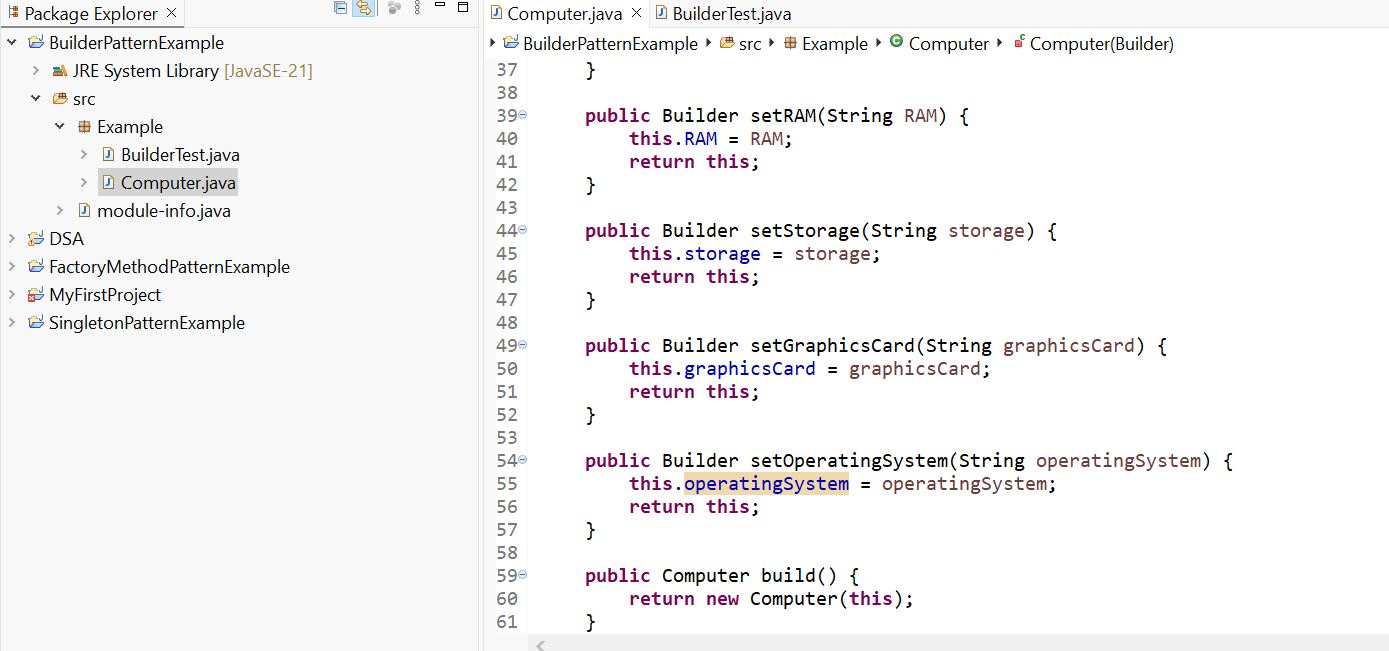 Package Explorer
BuilderPatternExample
JRE System Library [JavaSE-21]
src
Example
BuilderTest.java
Computer.java
module-info.java
DSA
FactoryMethodPatternExample
MyFirstProject
SingletonPatternExample
Computer.java BuilderTest.java
BuilderPatternExample src Example Computer Computer(Builder)
37 }
38
39 public Builder setRAM(String RAM) {
40 this.RAM = RAM;
41 return this;
42 }
43
44 public Builder setStorage(String storage) {
45 this.storage = storage;
46 return this;
47 }
48
49 public Builder setGraphicsCard(String graphicsCard) {
50 this.graphicsCard = graphicsCard;
51 return this;
52 }
53
54 public Builder setOperatingSystem(String operatingSystem) {
55 this.operatingSystem = operatingSystem;
56 return this;
57 }
58
59 public Computer build() {
60 return new Computer(this);
61 }